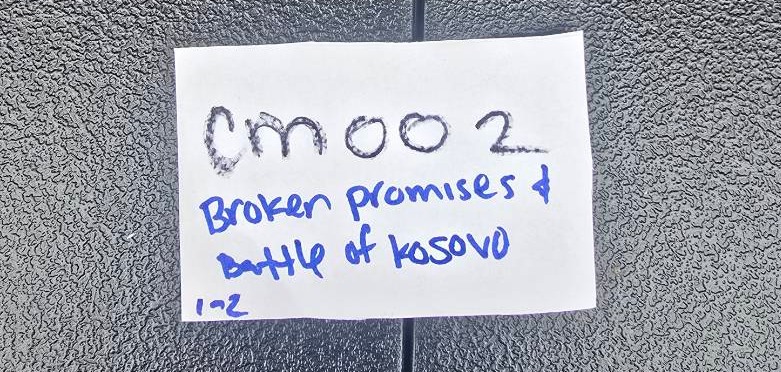 CM002
Broken promises &
Battle of Kosovo
1-2